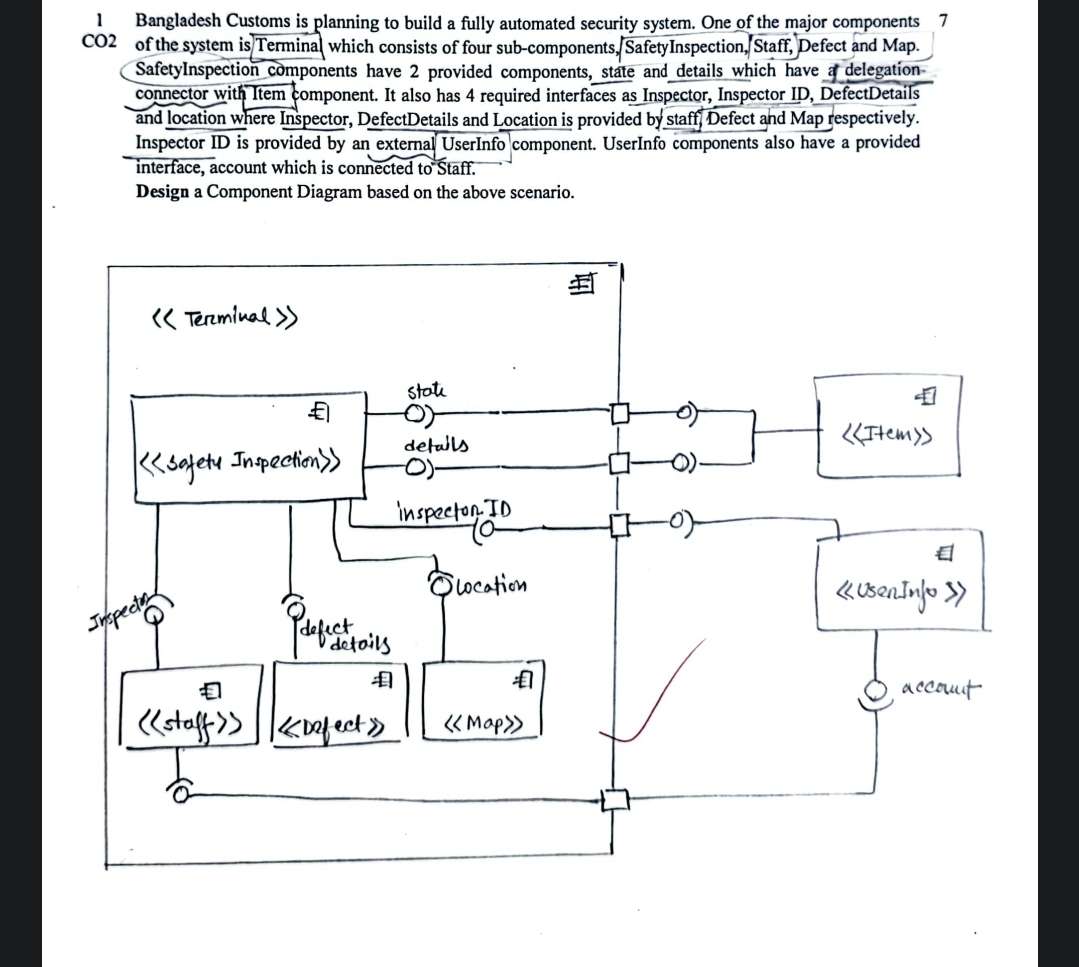 1 Bangladesh Customs is planning to build a fully automated security system. One of the major components 7
CO2 of the system is Terminal which consists of four sub-components, SafetyInspection, Staff, Defect and Map.
SafetyInspection components have 2 provided components, state and details which have a delegation
connector with Item component. It also has 4 required interfaces as Inspector, Inspector ID, DefectDetails
and location where Inspector, DefectDetails and Location is provided by staff, Defect and Map respectively.
Inspector ID is provided by an external UserInfo component. UserInfo components also have a provided
interface, account which is connected to Staff.
Design a Component Diagram based on the above scenario.
<< Terminal >>
state
<<Item>>
details
<<Safety Inspection>>
inspector ID
location
<<UserInfo>>
Inspector
defect
details
account
<<staff>>
<<Defect>>
<<Map>>